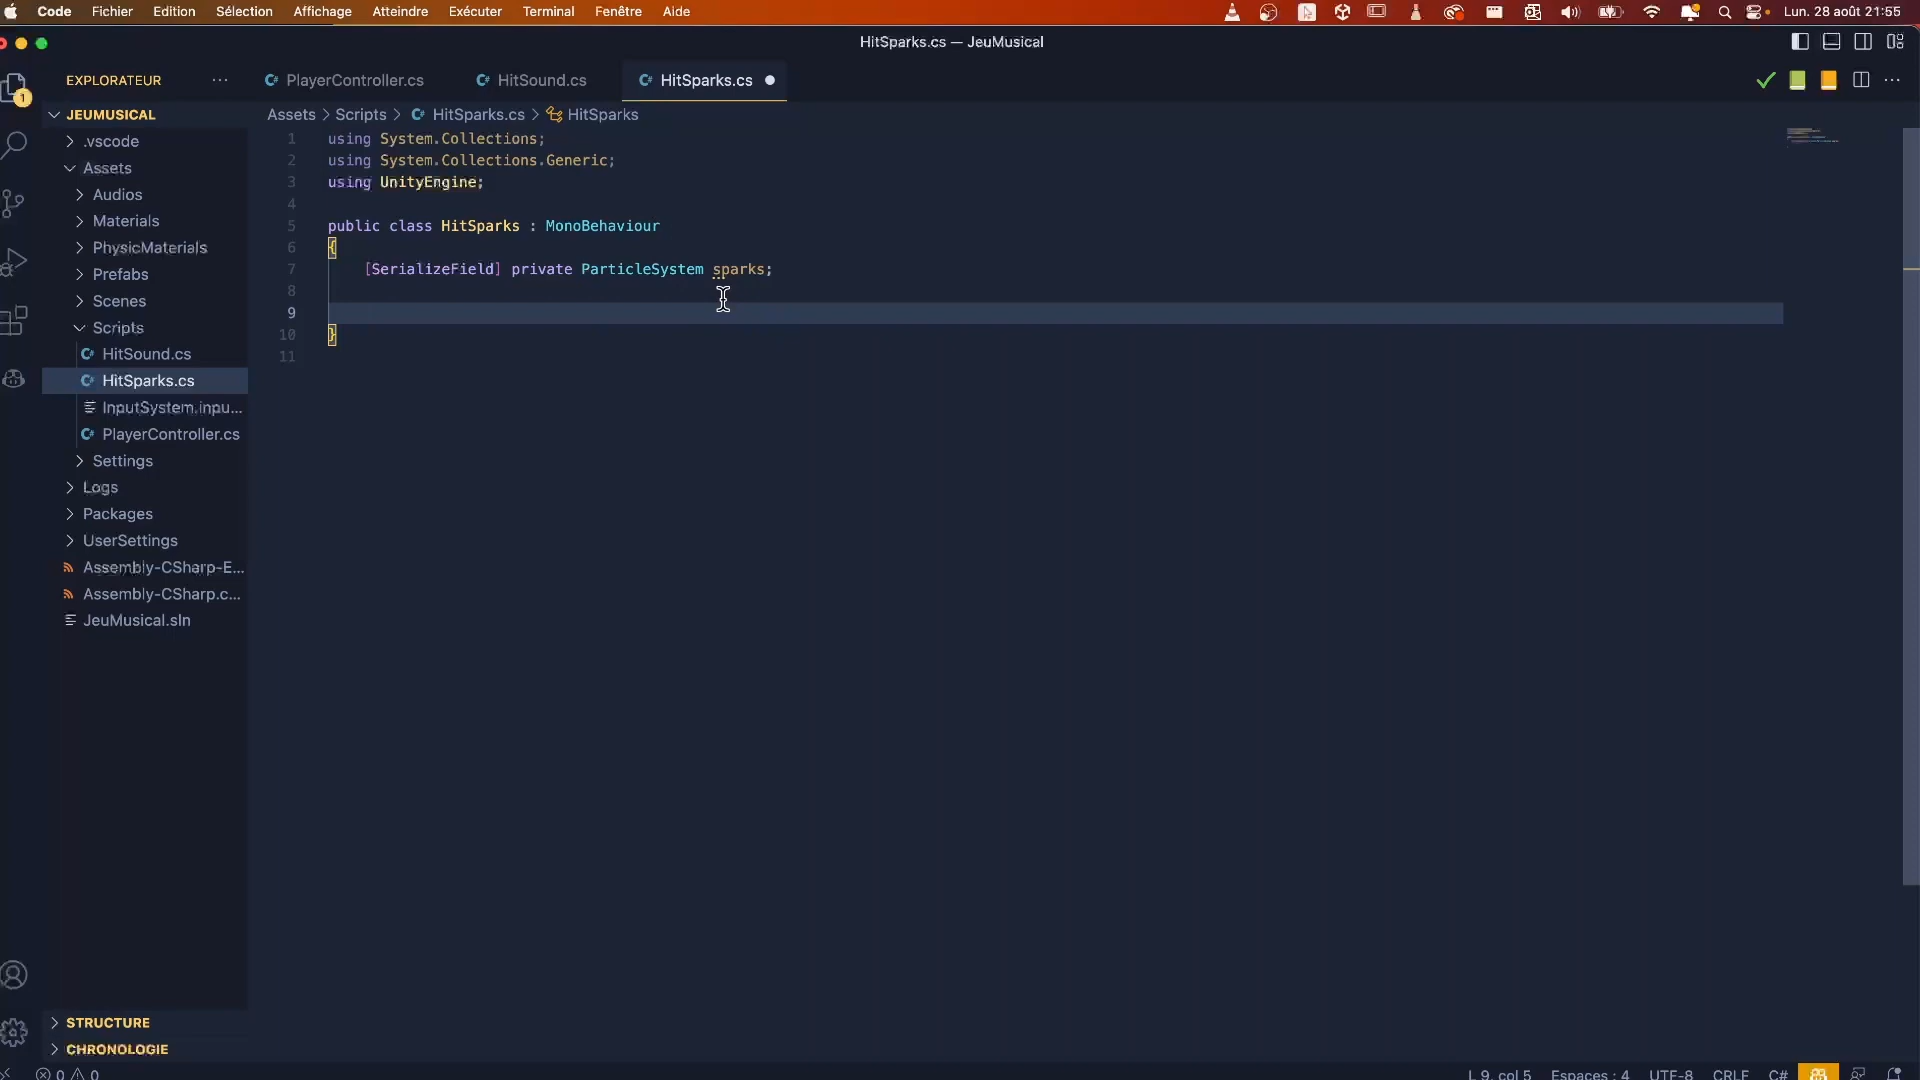 Code Fichier Edition Sélection Affichage Atteindre Exécuter Terminal Fenêtre Aide Lun. 28 août 21:55
HitSparks.cs — JeuMusical
EXPLORATEUR ...
PlayerController.cs HitSound.cs HitSparks.cs
1
JEUMUSICAL
.vscode
Assets
Audios
Materials
PhysicMaterials
Prefabs
Scenes
Scripts
HitSound.cs
HitSparks.cs
InputSystem.inpu...
PlayerController.cs
Settings
Logs
Packages
UserSettings
Assembly-CSharp-E...
Assembly-CSharp.c...
JeuMusical.sln
STRUCTURE
CHRONOLOGIE
Assets > Scripts > HitSparks.cs > HitSparks
1 using System.Collections;
2 using System.Collections.Generic;
3 using UnityEngine;
4
5 public class HitSparks : MonoBehaviour
6 {
7 [SerializeField] private ParticleSystem sparks;
8
9
10 }
11
0 0 L 9, col 5 Espaces : 4 UTF-8 CRLF C#